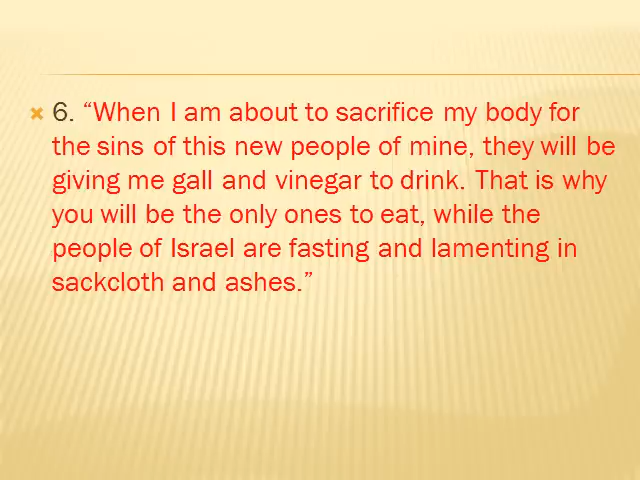 6. “When I am about to sacrifice my body for
the sins of this new people of mine, they will be
giving me gall and vinegar to drink. That is why
you will be the only ones to eat, while the
people of Israel are fasting and lamenting in
sackcloth and ashes.”